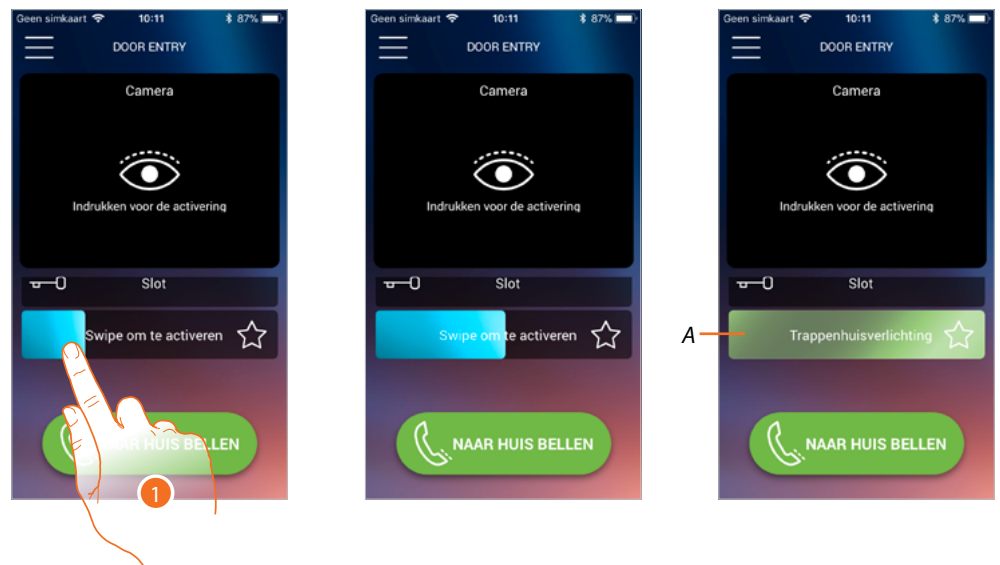 Geen simkaart 10:11 87%
DOOR ENTRY
Camera
Indrukken voor de activering
Slot
Swipe om te activeren
NAAR HUIS BELLEN
1
Geen simkaart 10:11 87%
DOOR ENTRY
Camera
Indrukken voor de activering
Slot
Swipe om te activeren
NAAR HUIS BELLEN
Geen simkaart 10:11 87%
DOOR ENTRY
Camera
Indrukken voor de activering
Slot
A
Trappenhuisverlichting
NAAR HUIS BELLEN